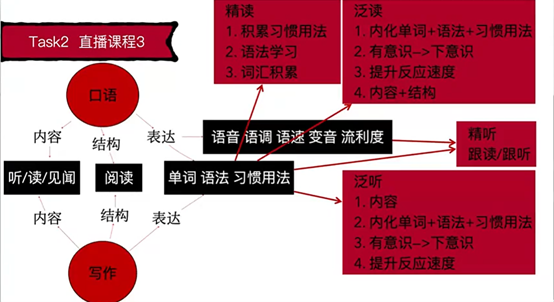 Task2 直播课程3
精读
1. 积累习惯用法
2. 语法学习
3. 词汇积累
泛读
1. 内化单词+语法+习惯用法
2. 有意识–>下意识
3. 提升反应速度
4. 内容+结构
口语
内容
结构
表达
语音 语调 语速 变音 流利度
精听
跟读/跟听
听/读/见闻
阅读
单词 语法 习惯用法
泛听
1. 内容
2. 内化单词+语法+习惯用法
3. 有意识–>下意识
4. 提升反应速度
内容
结构
表达
写作